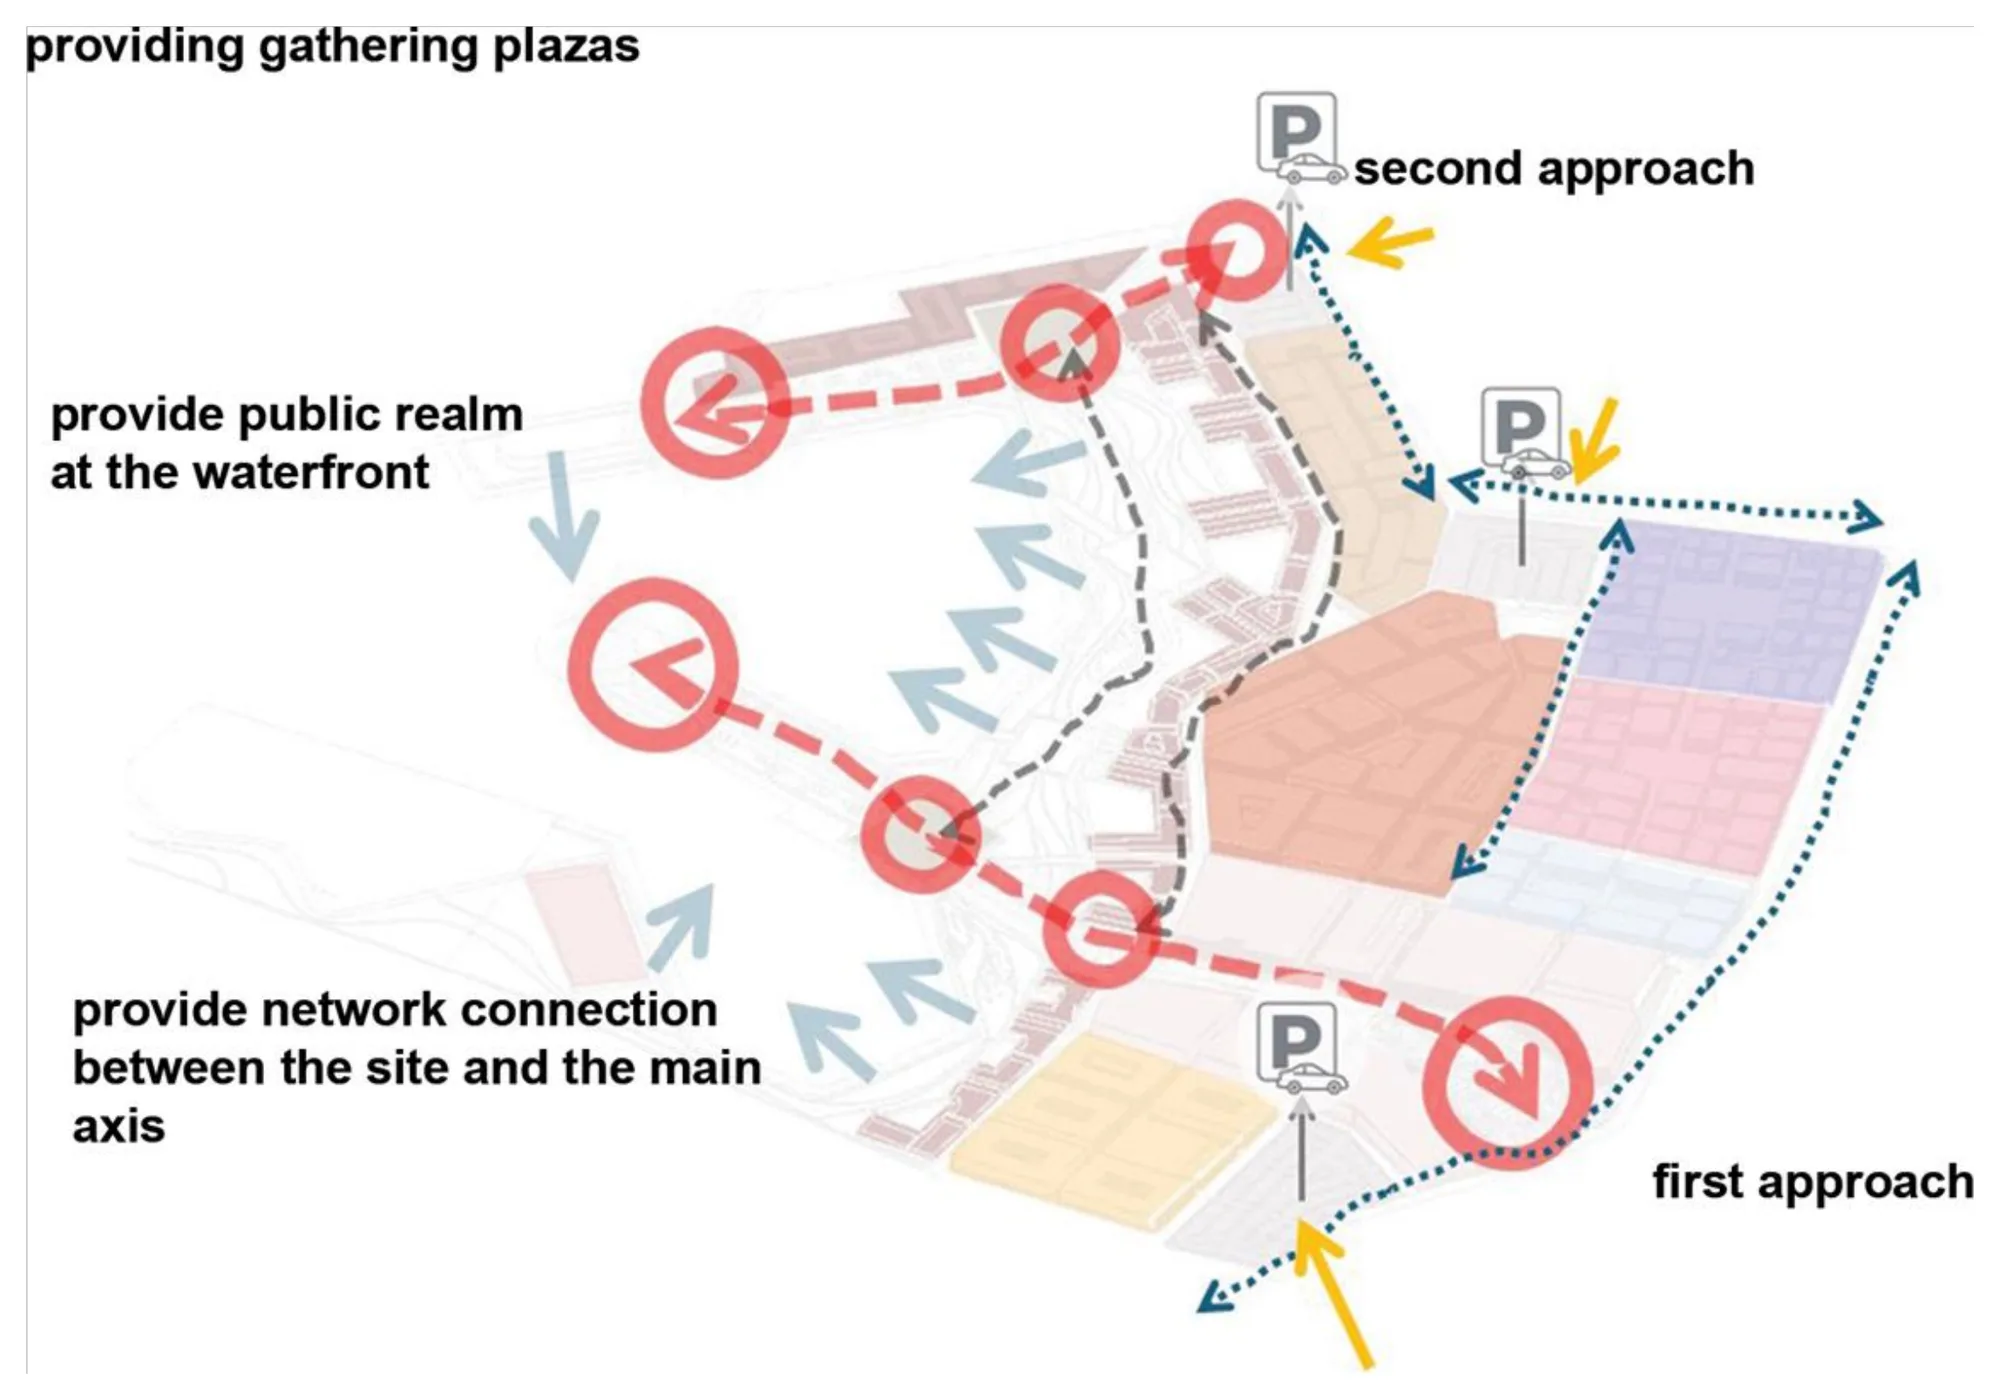 providing gathering plazas
P
second approach
provide public realm
at the waterfront
P
provide network connection
between the site and the main
axis
P
first approach